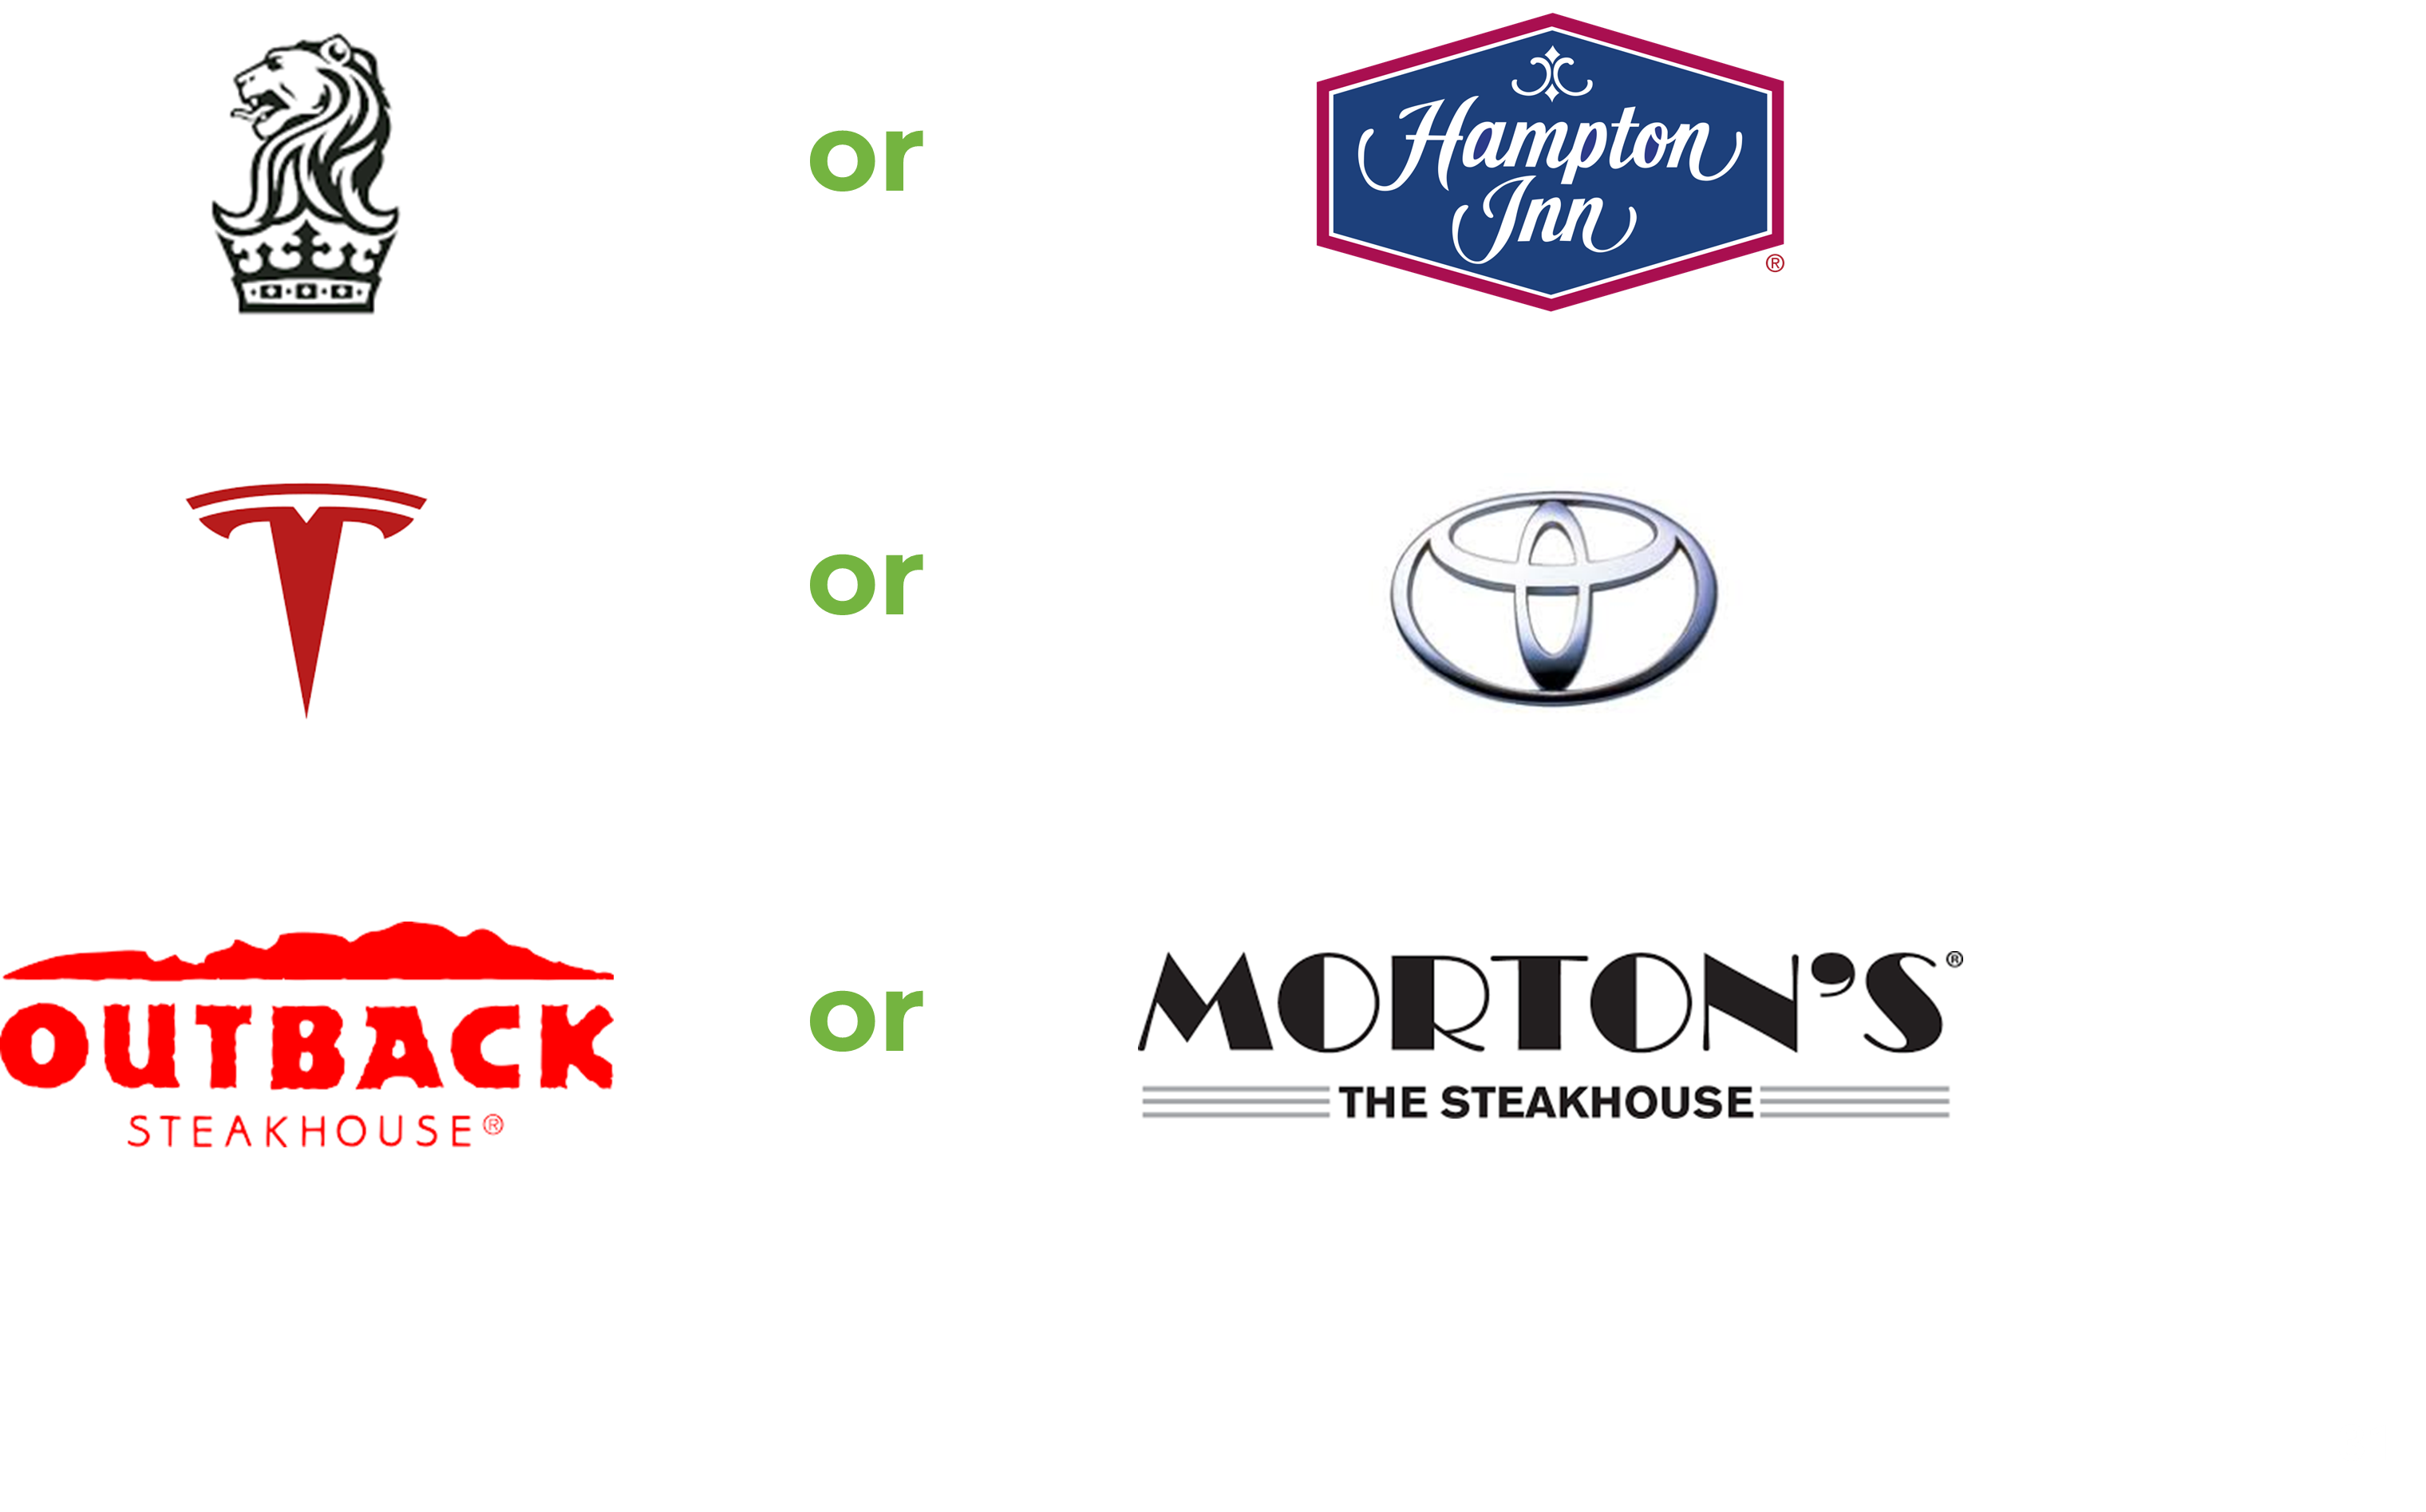 or
Hampton
Inn
®
or
or
OUTBACK
STEAKHOUSE®
MORTON'S®
THE STEAKHOUSE